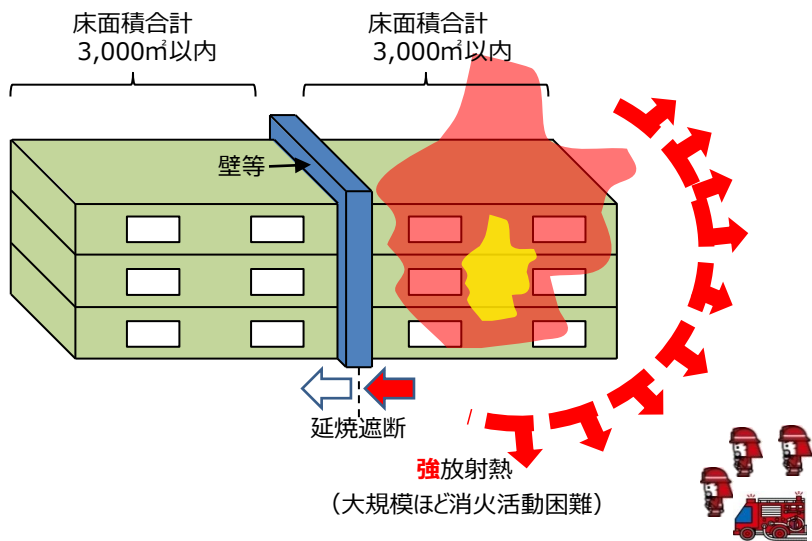 床面積合計
3,000㎡以内
床面積合計
3,000㎡以内
壁等
延焼遮断
強放射熱
（大規模ほど消火活動困難）